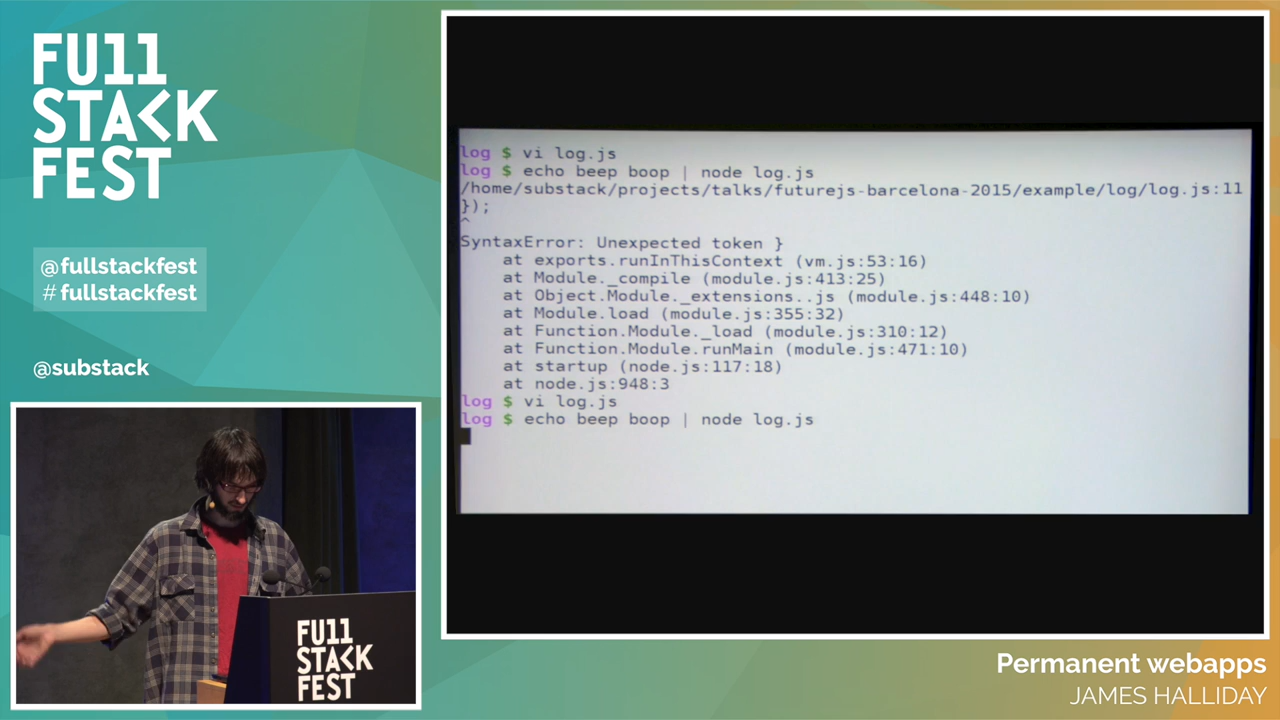 FU11
STACK
FEST
@fullstackfest
# fullstackfest
@substack
log $ vi log.js
log $ echo beep boop | node log.js
/home/substack/projects/talks/futurejs-barcelona-2015/example/log/log.js:11
});
^
SyntaxError: Unexpected token }
    at exports.runInThisContext (vm.js:53:16)
    at Module._compile (module.js:413:25)
    at Object.Module._extensions..js (module.js:448:10)
    at Module.load (module.js:355:32)
    at Function.Module._load (module.js:310:12)
    at Function.Module.runMain (module.js:471:10)
    at startup (node.js:117:18)
    at node.js:948:3
log $ vi log.js
log $ echo beep boop | node log.js
FU11
STACK
FEST
Permanent webapps
JAMES HALLIDAY